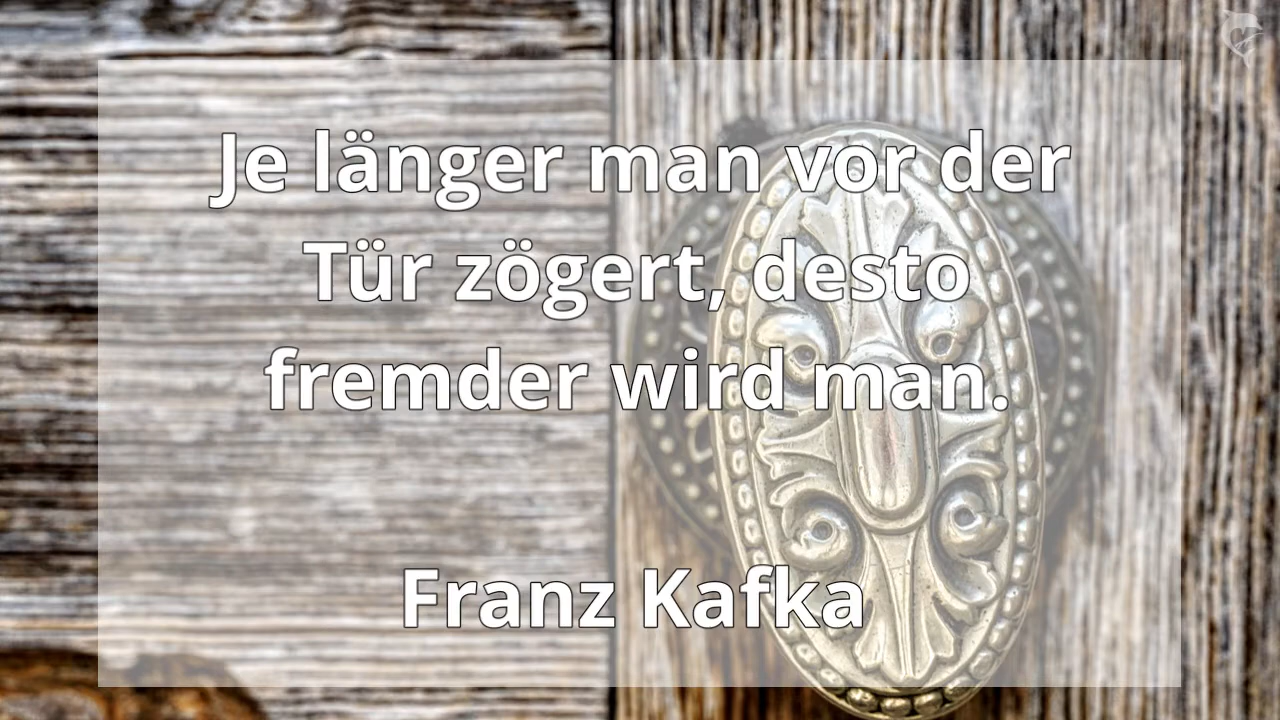 Je länger man vor der
Tür zögert, desto
fremder wird man.
Franz Kafka